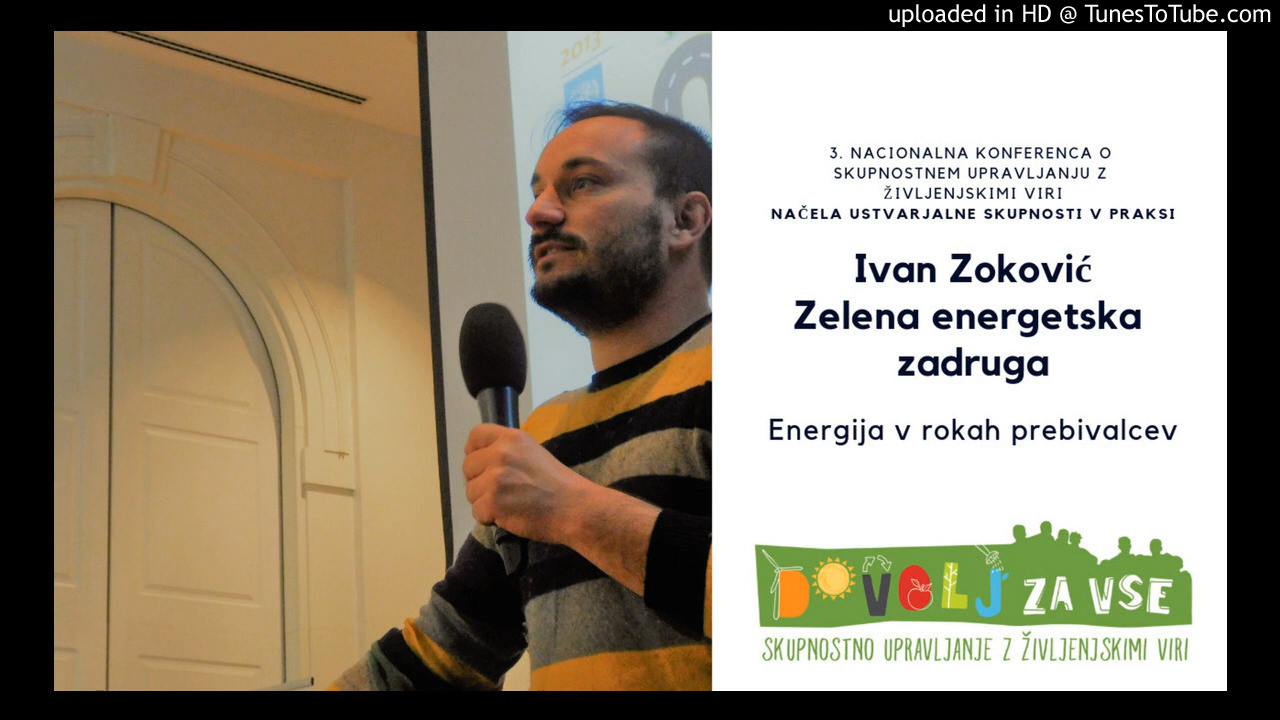 uploaded in HD @ TunesToTube.com
2013
3. NACIONALNA KONFERENCA O
SKUPNOSTNEM UPRAVLJANJU Z
ŽIVLJENJSKIMI VIRI
NAČELA USTVARJALNE SKUPNOSTI V PRAKSI
Ivan Zoković
Zelena energetska
zadruga
Energija v rokah prebivalcev
DOVOLJ ZA VSE
SKUPNOSTNO UPRAVLJANJE Z ŽIVLJENJSKIMI VIRI